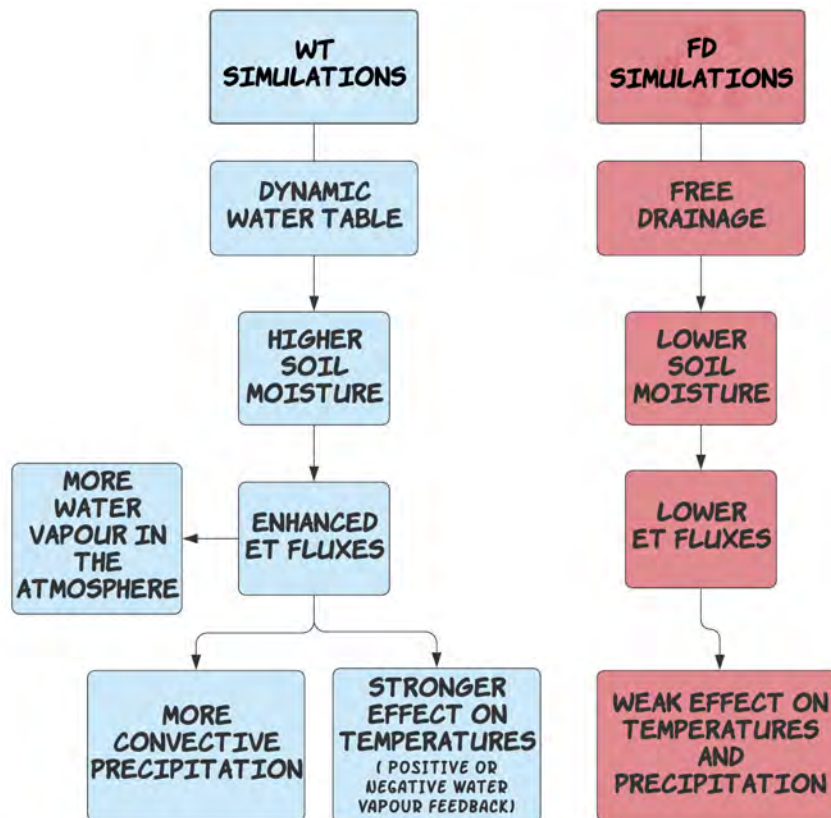 WT
SIMULATIONS
DYNAMIC
WATER TABLE
HIGHER
SOIL
MOISTURE
MORE
WATER
VAPOUR IN
THE
ATMOSPHERE
ENHANCED
ET FLUXES
MORE
CONVECTIVE
PRECIPITATION
STRONGER
EFFECT ON
TEMPERATURES
( POSITIVE OR
NEGATIVE WATER
VAPOUR FEEDBACK)
FD
SIMULATIONS
FREE
DRAINAGE
LOWER
SOIL
MOISTURE
LOWER
ET FLUXES
WEAK EFFECT ON
TEMPERATURES
AND
PRECIPITATION